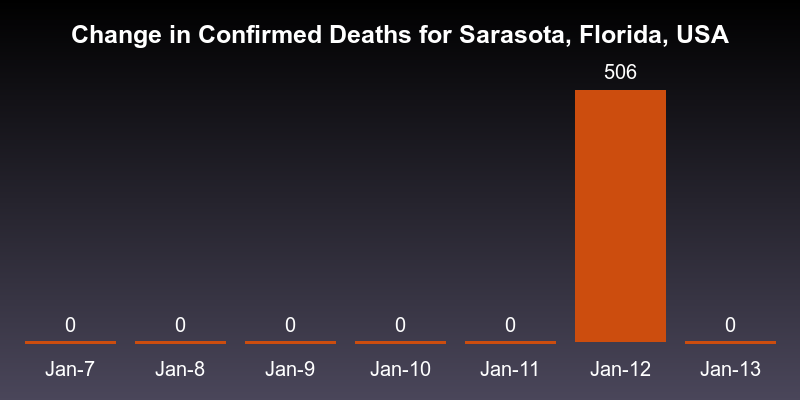 Change in Confirmed Deaths for Sarasota, Florida, USA
506
0 0 0 0 0 0
Jan-7 Jan-8 Jan-9 Jan-10 Jan-11 Jan-12 Jan-13